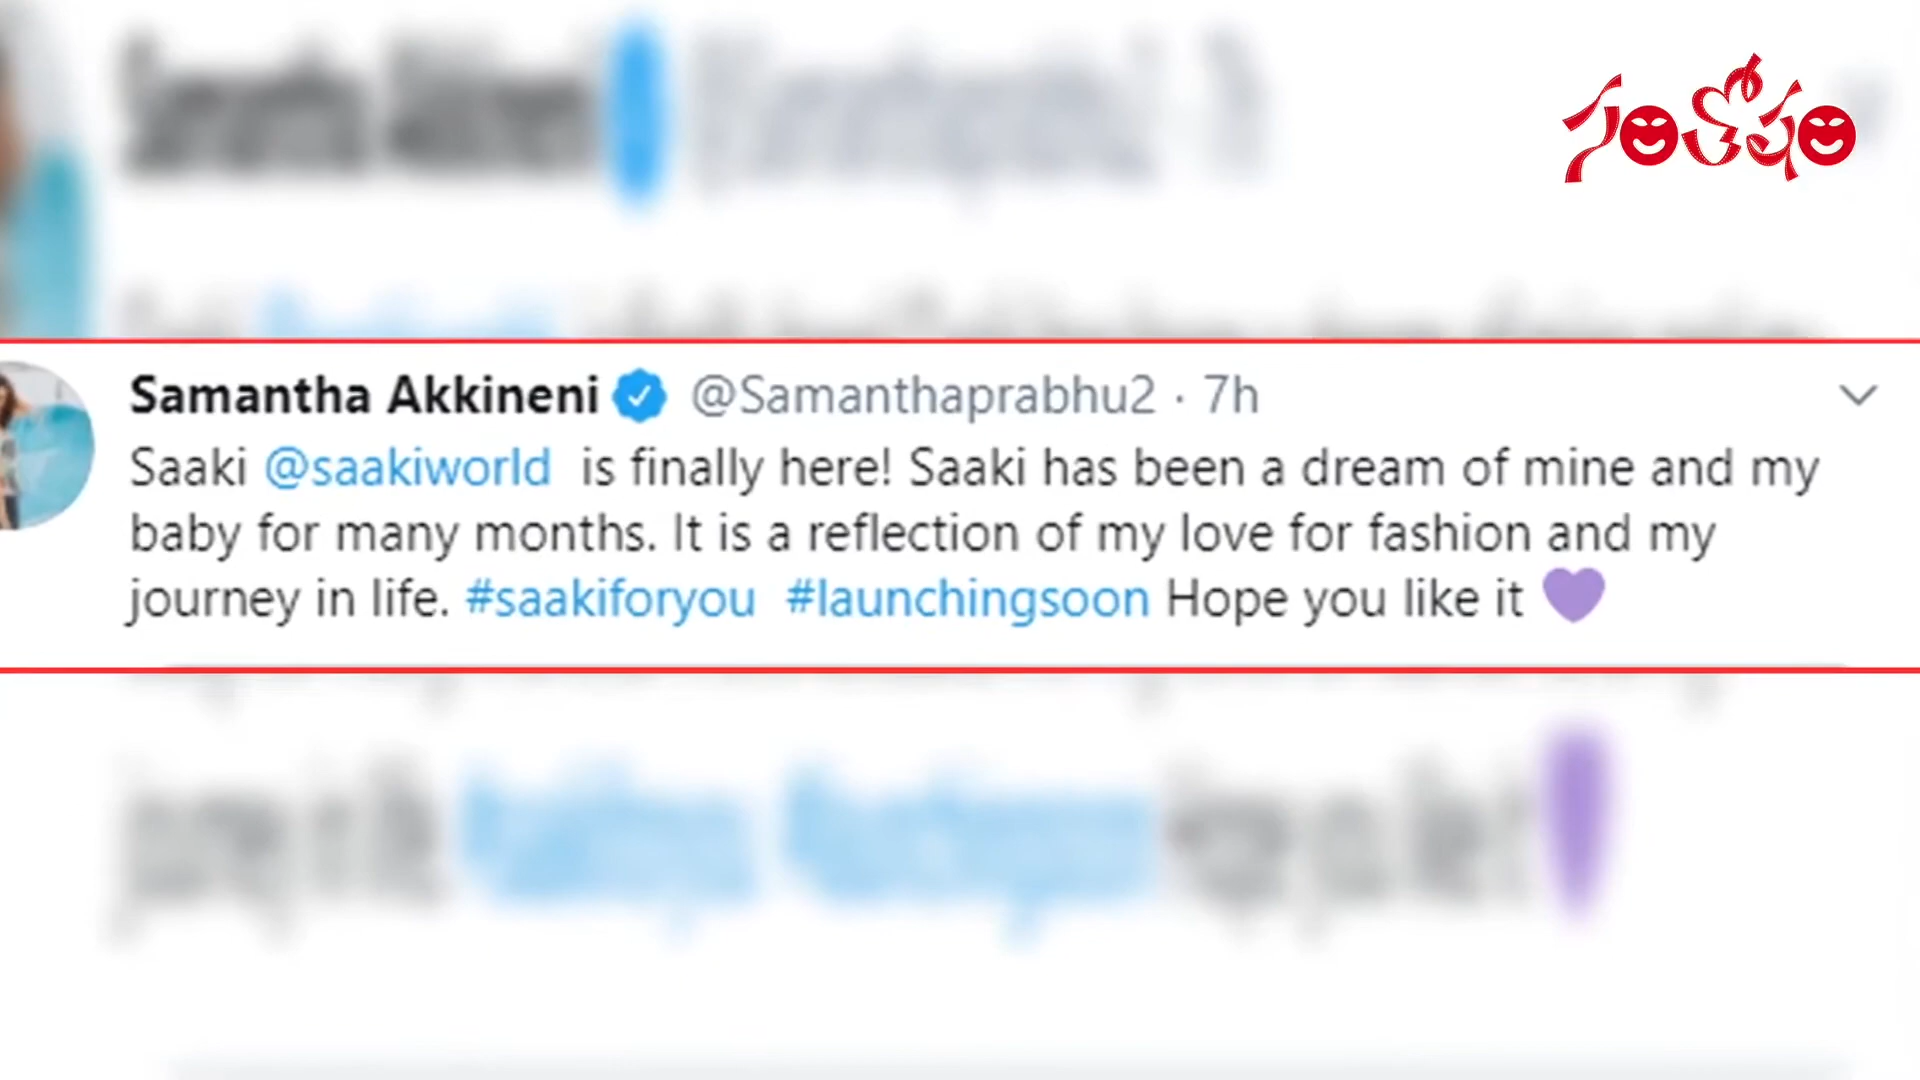 Samantha Akkineni @Samanthaprabhu2 · 7h
Saaki @saakiworld is finally here! Saaki has been a dream of mine and my
baby for many months. It is a reflection of my love for fashion and my
journey in life. #saakiforyou #launchingsoon Hope you like it 💜